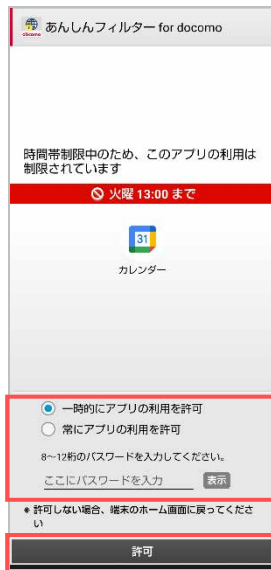 あんしんフィルター for docomo
時間帯制限中のため、このアプリの利用は
制限されています
火曜 13:00 まで
31
カレンダー
一時的にアプリの利用を許可
常にアプリの利用を許可
8～12桁のパスワードを入力してください。
ここにパスワードを入力 表示
※ 許可しない場合、端末のホーム画面に戻ってくださ
い
許可